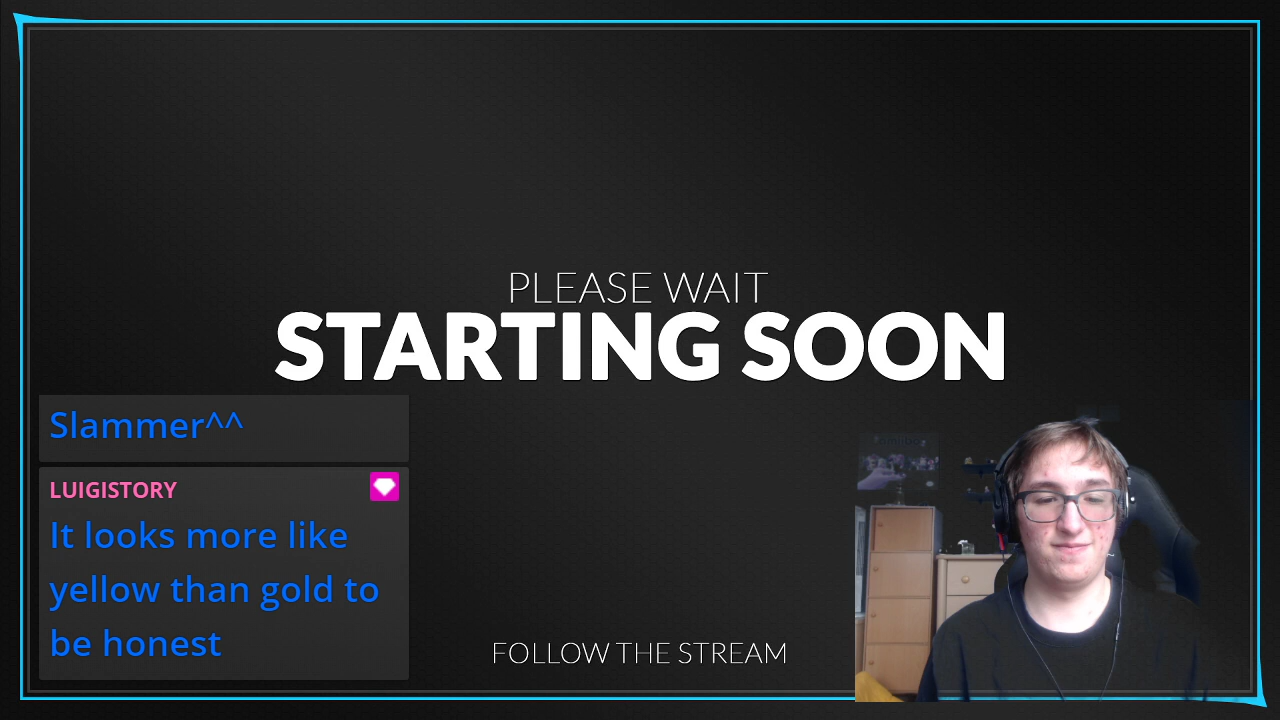 PLEASE WAIT
STARTING SOON
Slammer^^
LUIGISTORY
It looks more like
yellow than gold to
be honest
FOLLOW THE STREAM